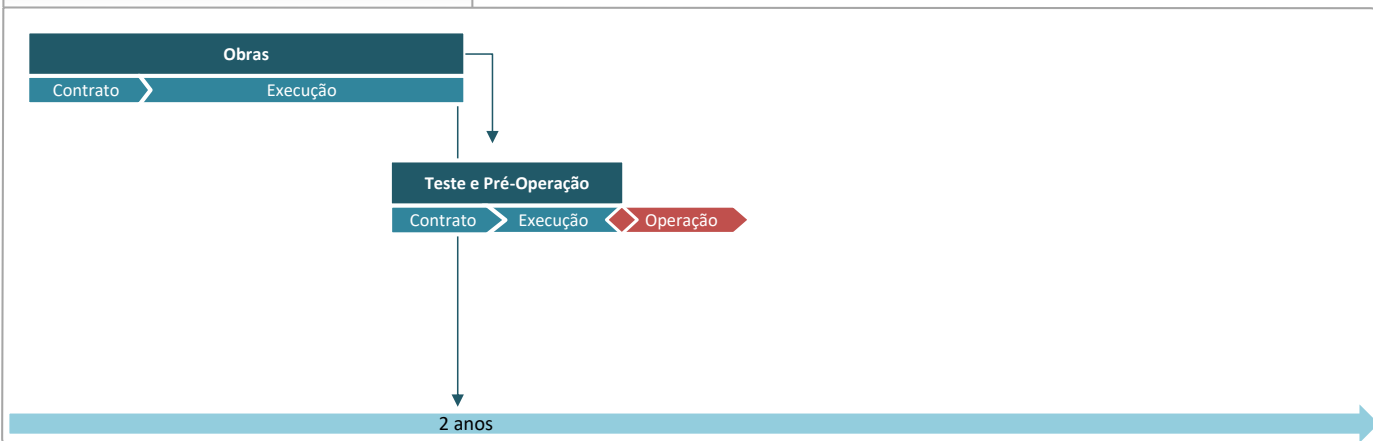 Obras
Contrato Execução
Teste e Pré-Operação
Contrato Execução Operação
2 anos